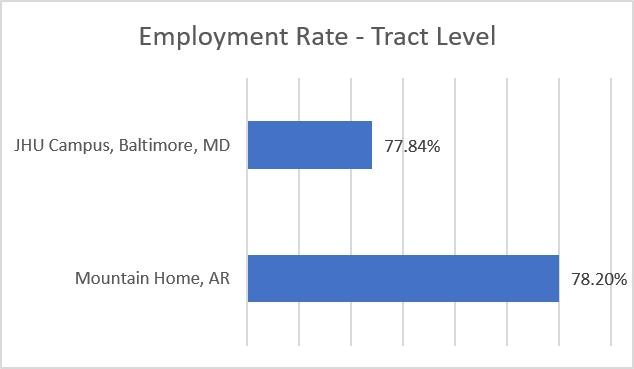 Employment Rate - Tract Level
JHU Campus, Baltimore, MD
77.84%
Mountain Home, AR
78.20%